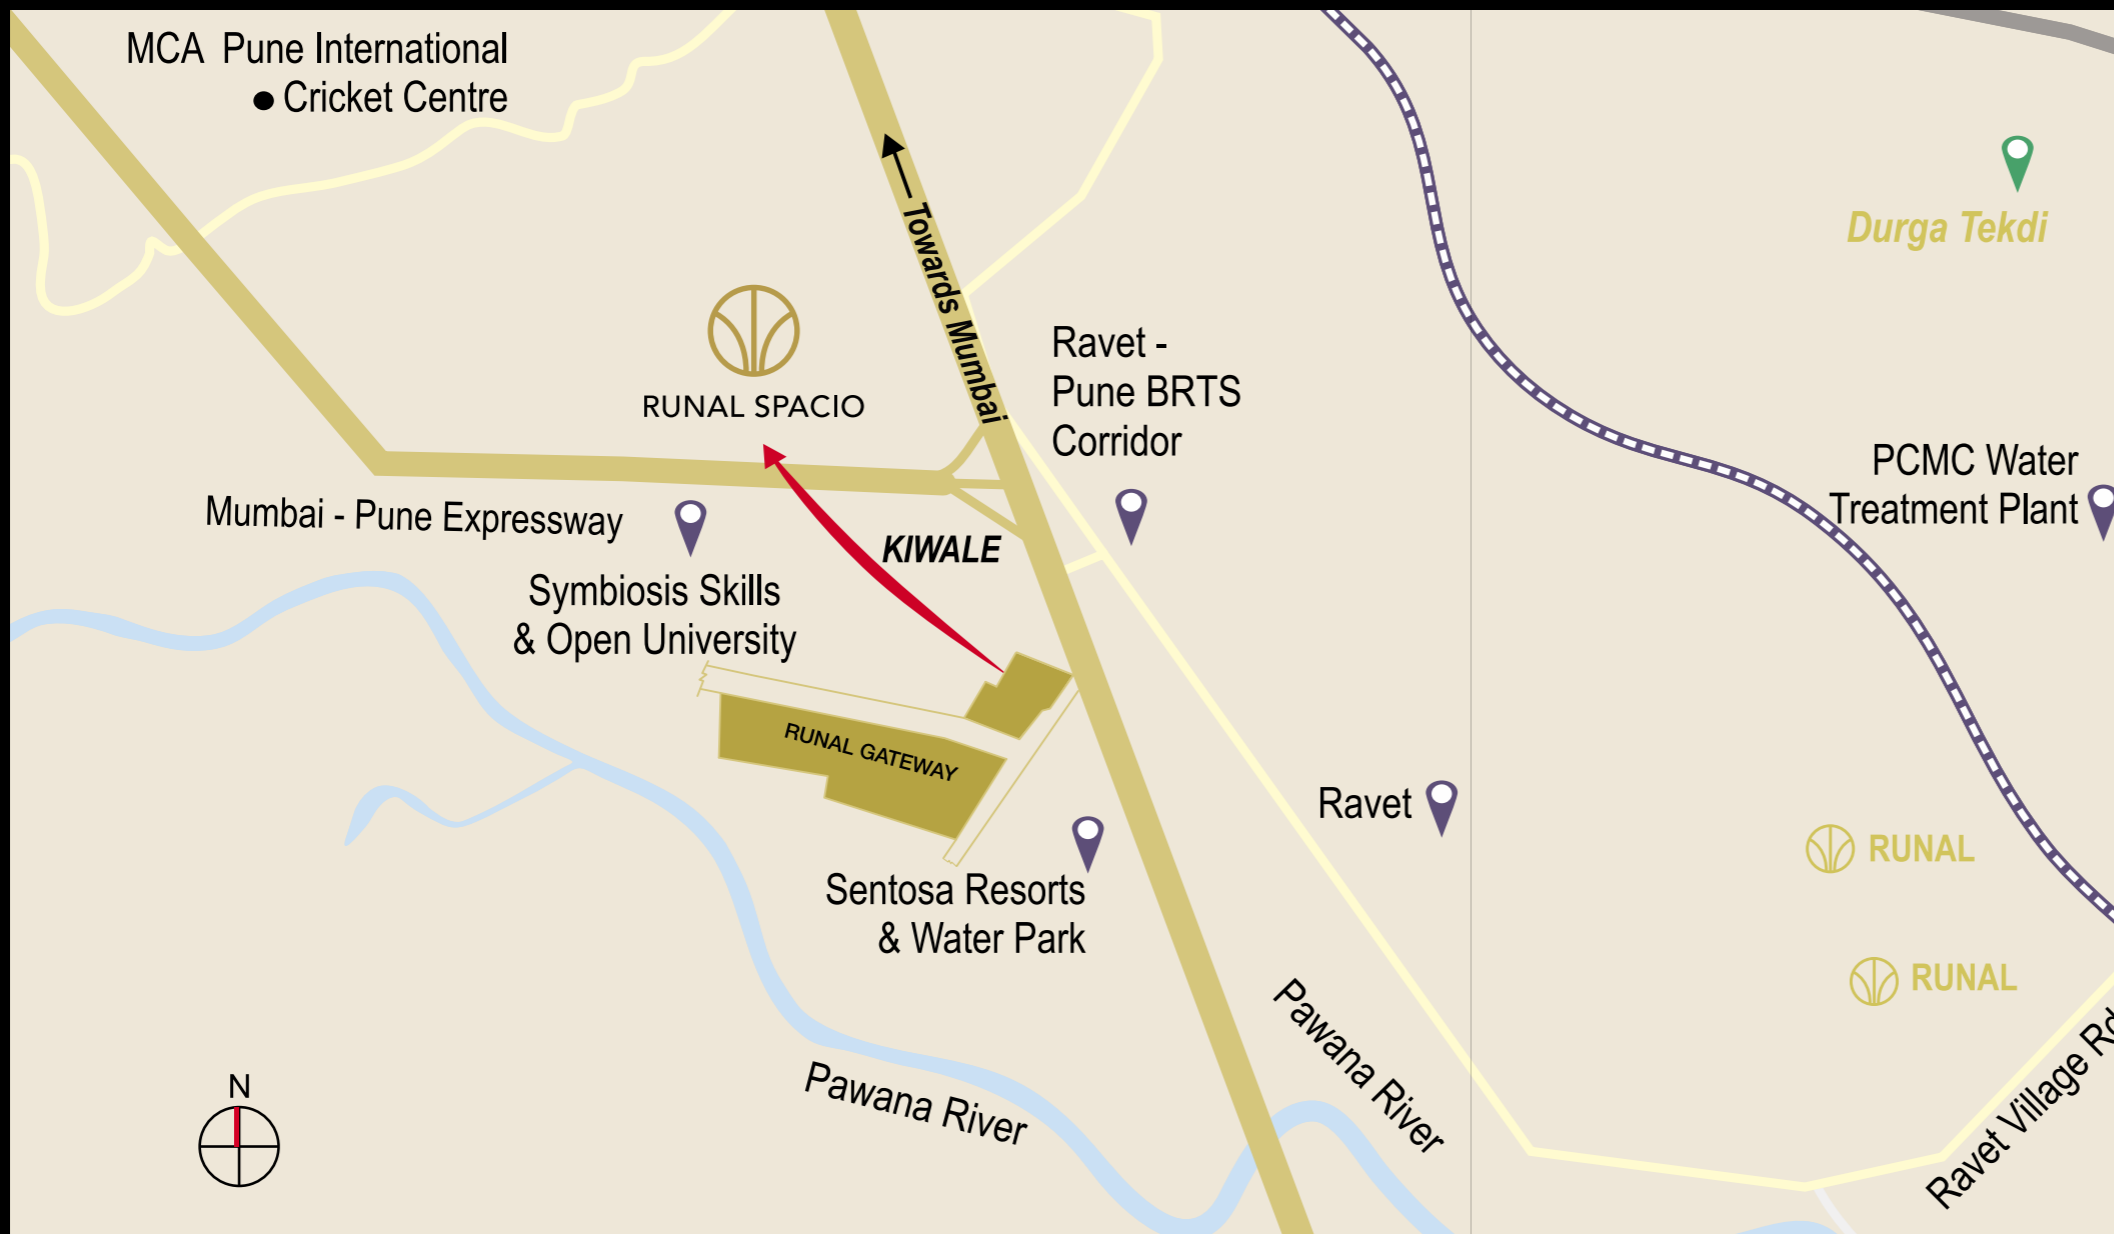 MCA Pune International
Cricket Centre
Towards Mumbai
Durga Tekdi
RUNAL SPACIO
Ravet -
Pune BRTS
Corridor
PCMC Water
Treatment Plant
Mumbai - Pune Expressway
KIWALE
Symbiosis Skills
& Open University
RUNAL GATEWAY
Ravet
RUNAL
Sentosa Resorts
& Water Park
RUNAL
Pawana River
Pawana River
Ravet Village Rd
N